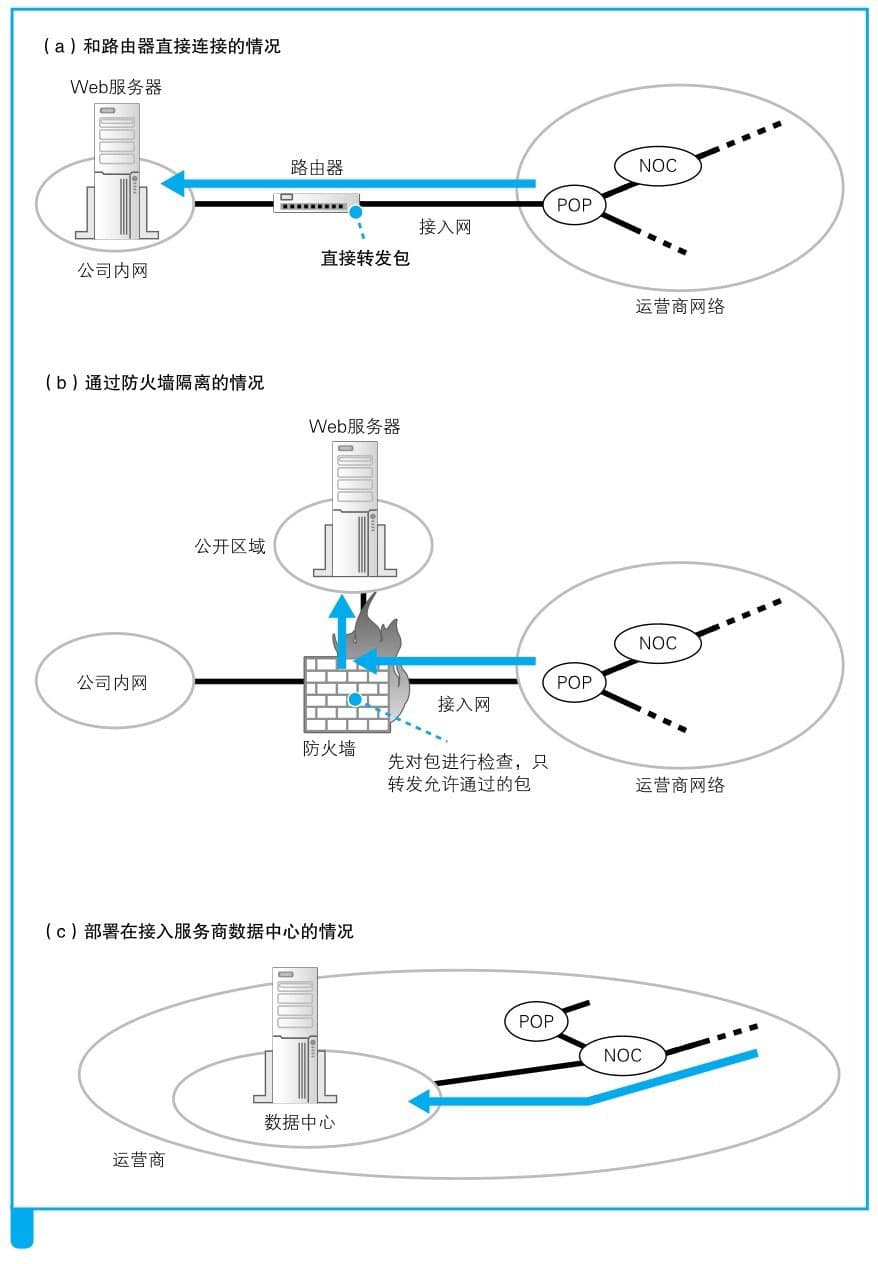 （a）和路由器直接连接的情况
Web服务器
路由器
NOC
POP
接入网
直接转发包
公司内网
运营商网络
（b）通过防火墙隔离的情况
Web服务器
公开区域
NOC
公司内网
POP
接入网
防火墙
先对包进行检查，只
转发允许通过的包
运营商网络
（c）部署在接入服务商数据中心的情况
POP
NOC
数据中心
运营商